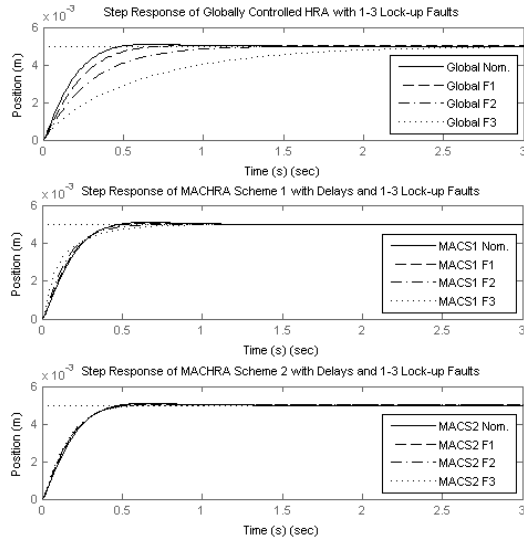 Step Response of Globally Controlled HRA with 1-3 Lock-up Faults
x 10^-3
6
4
2
0
Position (m)
Global Nom.
Global F1
Global F2
Global F3
0 0.5 1 1.5 2 2.5 3
Time (s) (sec)
Step Response of MACHRA Scheme 1 with Delays and 1-3 Lock-up Faults
x 10^-3
6
4
2
0
Position (m)
MACS1 Nom.
MACS1 F1
MACS1 F2
MACS1 F3
0 0.5 1 1.5 2 2.5 3
Time (s) (sec)
Step Response of MACHRA Scheme 2 with Delays and 1-3 Lock-up Faults
x 10^-3
6
4
2
0
Position (m)
MACS2 Nom.
MACS2 F1
MACS2 F2
MACS2 F3
0 0.5 1 1.5 2 2.5 3
Time (s) (sec)